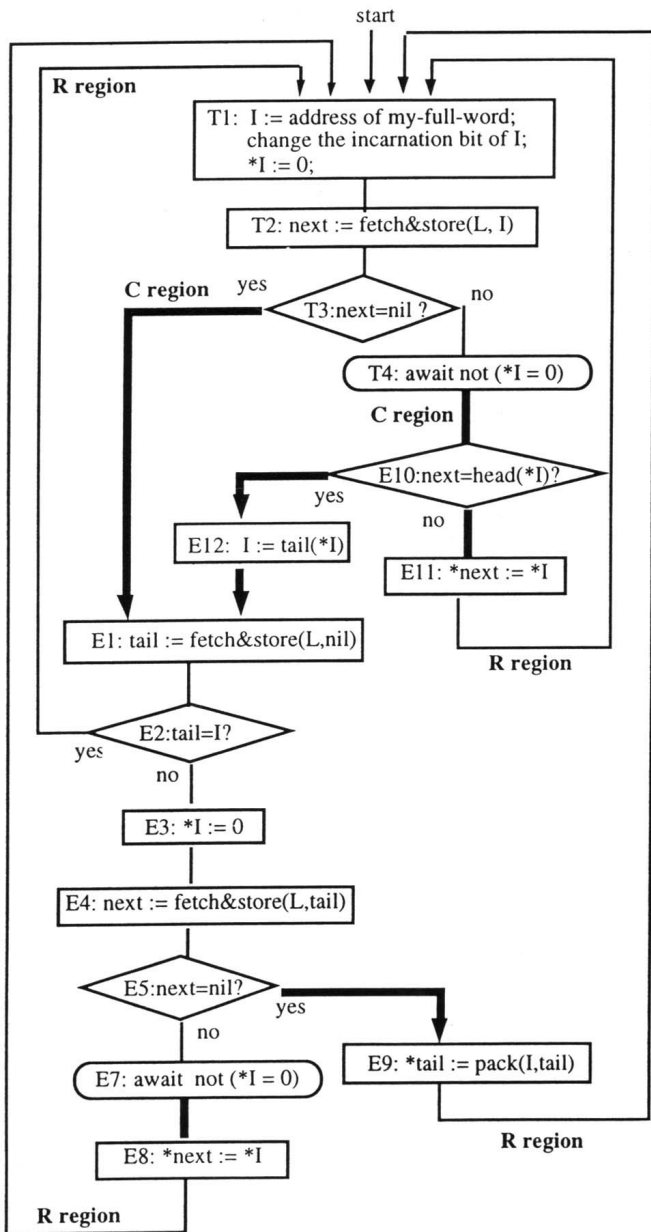 start
R region
T1: I := address of my-full-word;
change the incarnation bit of I;
*I := 0;
T2: next := fetch&store(L, I)
C region
yes
T3:next=nil ?
no
T4: await not (*I = 0)
C region
E10:next=head(*I)?
yes
no
E12: I := tail(*I)
E11: *next := *I
E1: tail := fetch&store(L,nil)
R region
E2:tail=I?
yes
no
E3: *I := 0
E4: next := fetch&store(L,tail)
E5:next=nil?
yes
no
E9: *tail := pack(I,tail)
E7: await not (*I = 0)
R region
E8: *next := *I
R region